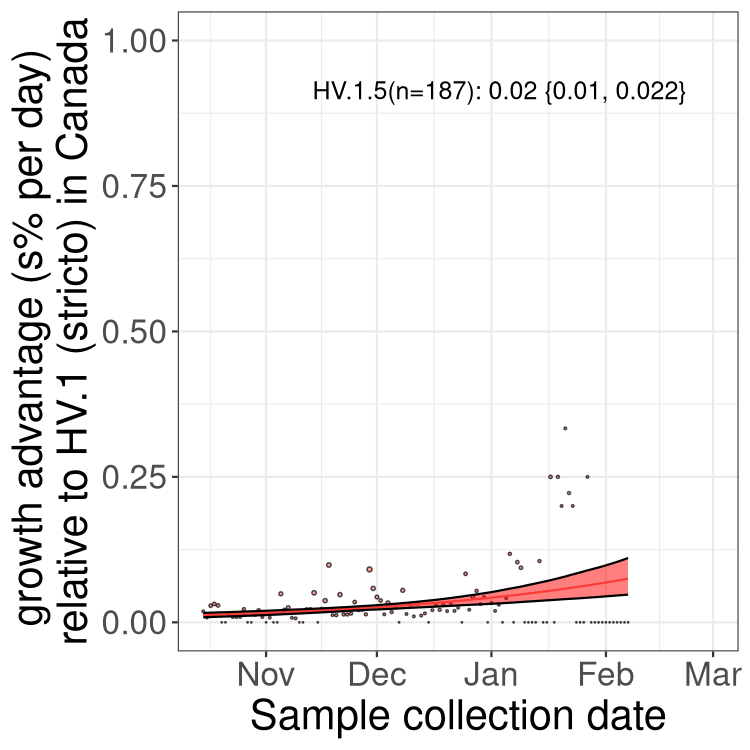 growth advantage (s% per day)
relative to HV.1 (stricto) in Canada
1.00
HV.1.5(n=187): 0.02 {0.01, 0.022}
0.75
0.50
0.25
0.00
Nov Dec Jan Feb Mar
Sample collection date